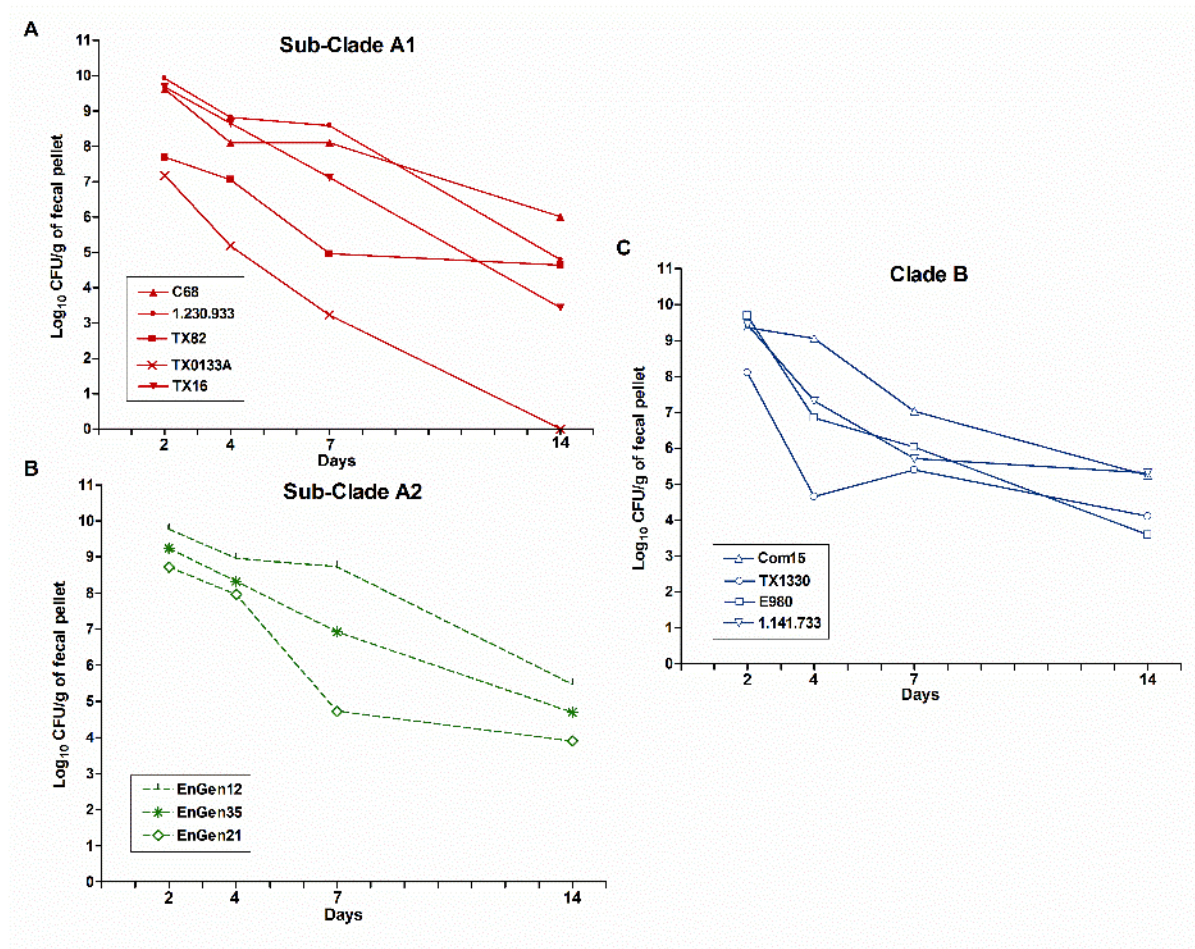 A
Sub-Clade A1
Log10 CFU/g of fecal pellet
11
10
9
8
7
6
5
4
3
2
1
0
C68
1.230.933
TX82
TX0133A
TX16
2 4 7 14
Days
B
Sub-Clade A2
Log10 CFU/g of fecal pellet
11
10
9
8
7
6
5
4
3
2
1
0
EnGen12
EnGen35
EnGen21
2 4 7 14
Days
C
Clade B
Log10 CFU/g of fecal pellet
11
10
9
8
7
6
5
4
3
2
1
0
Com15
TX1330
E980
1.141.733
2 4 7 14
Days